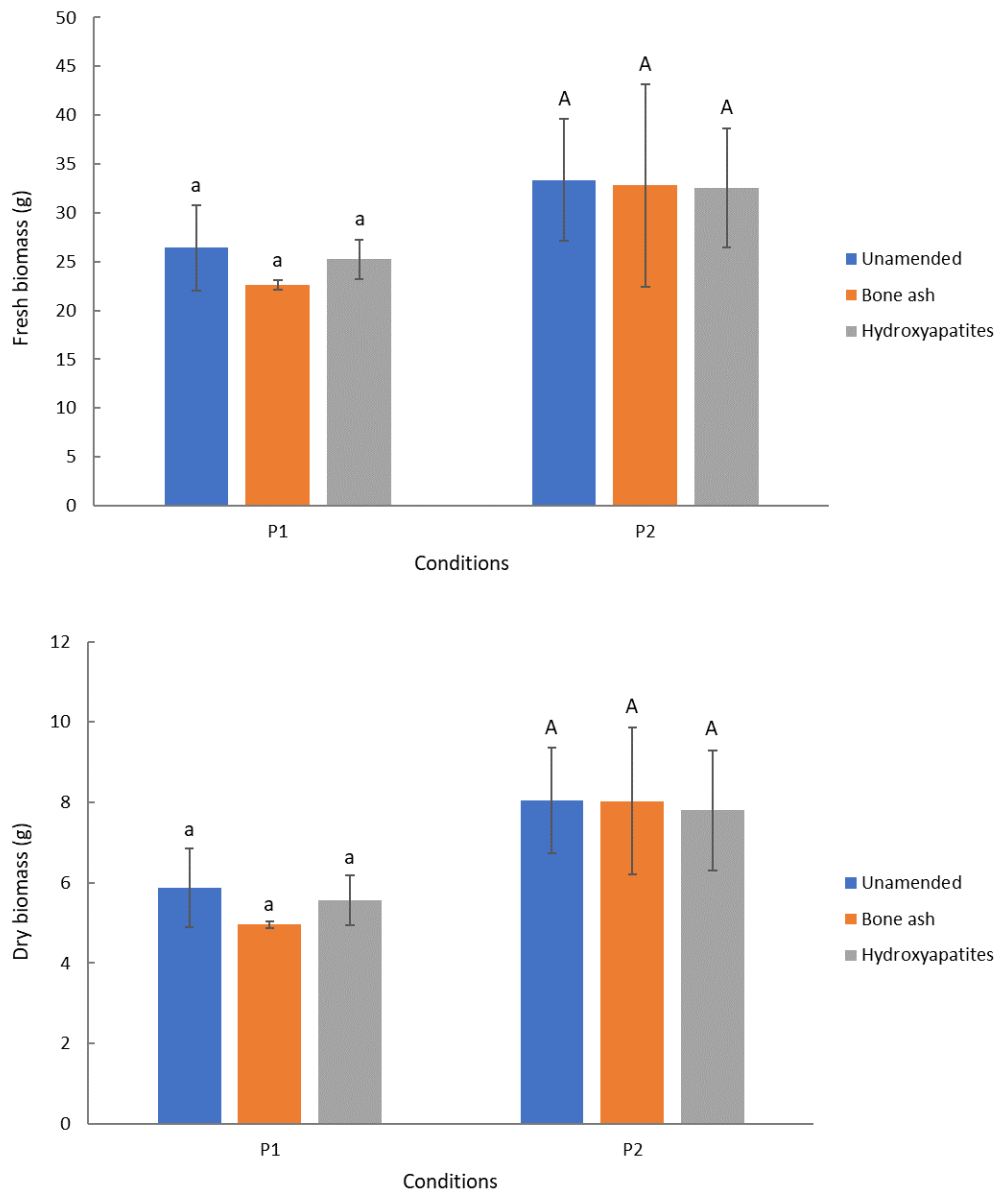 50
45
40
35
30
25
20
15
10
5
0
Fresh biomass (g)
a
a
a
A
A
A
P1
P2
Conditions
Unamended
Bone ash
Hydroxyapatites
12
10
8
6
4
2
0
Dry biomass (g)
a
a
a
A
A
A
P1
P2
Conditions
Unamended
Bone ash
Hydroxyapatites